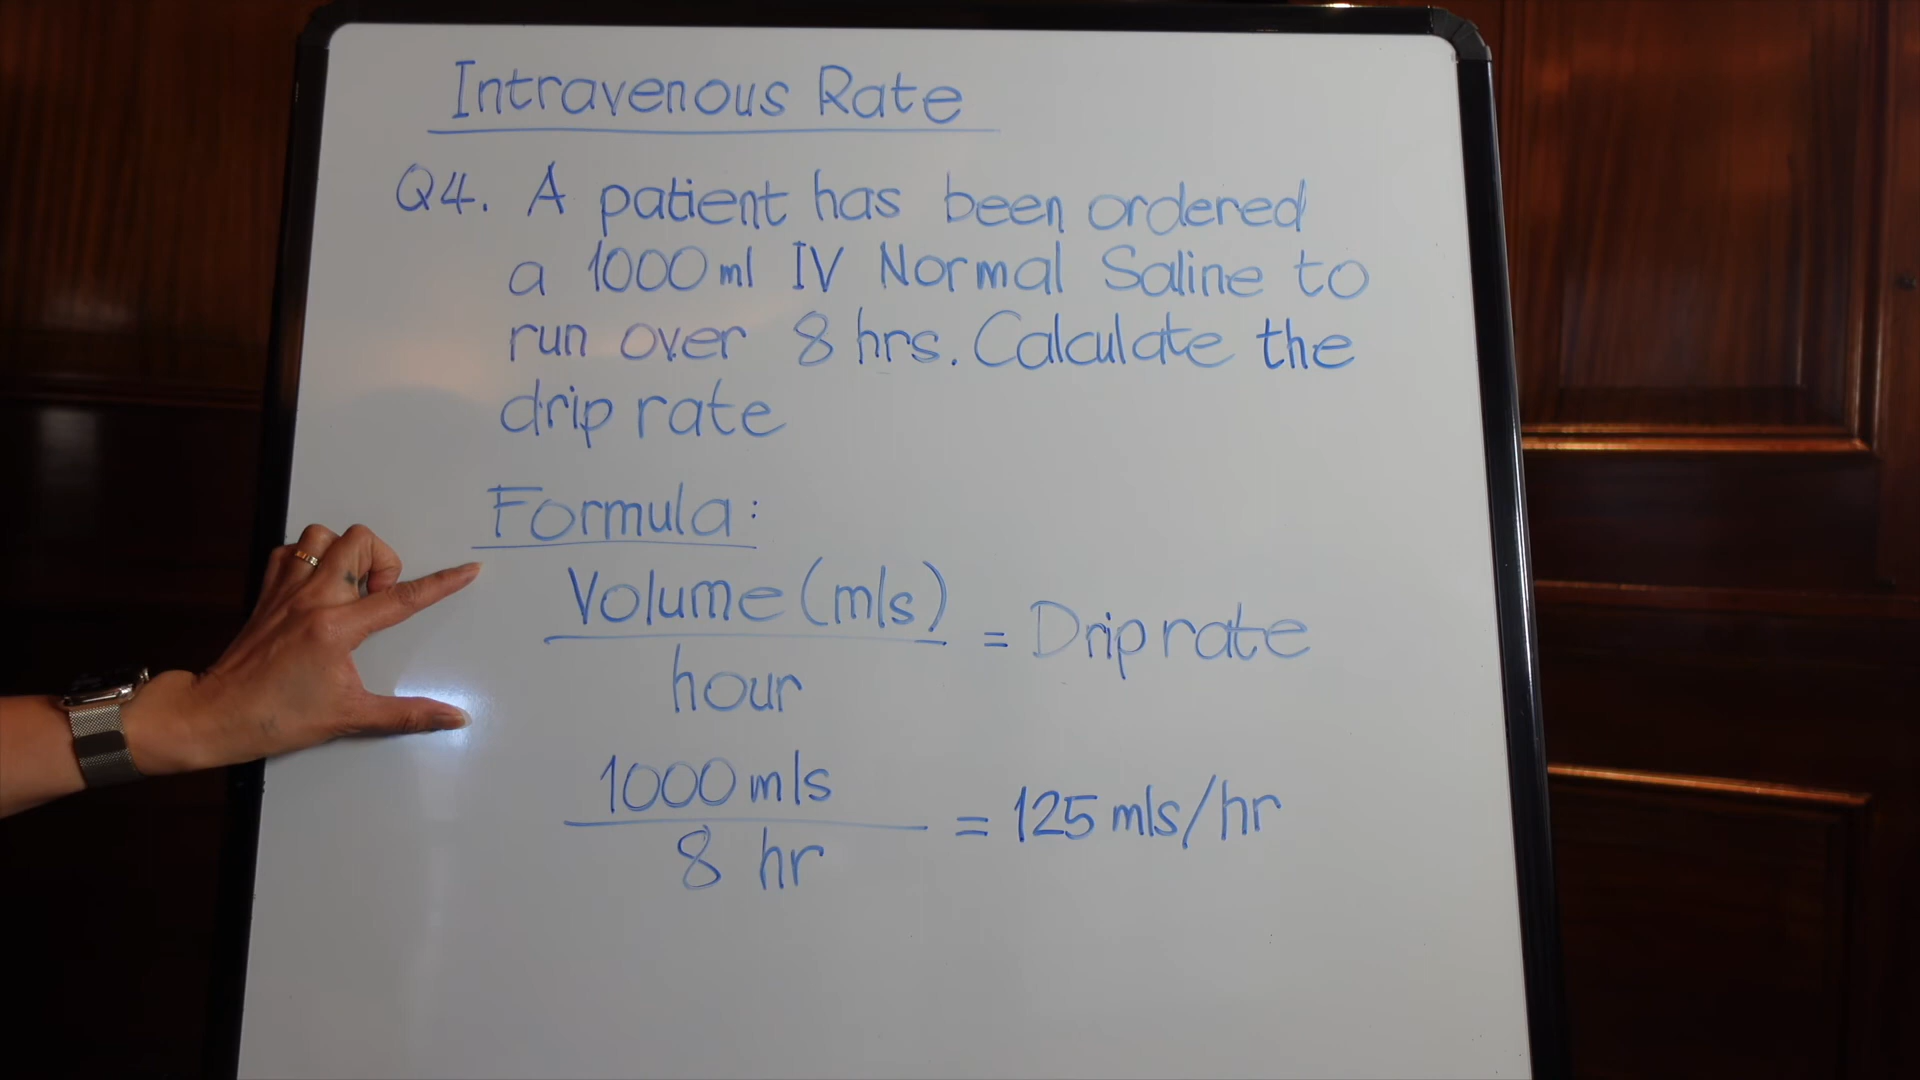 Intravenous Rate
Q4. A patient has been ordered
a 1000ml IV Normal Saline to
run over 8 hrs. Calculate the
drip rate
Formula:
Volume (mls)
hour
= Drip rate
1000 mls
8 hr
= 125 mls/hr